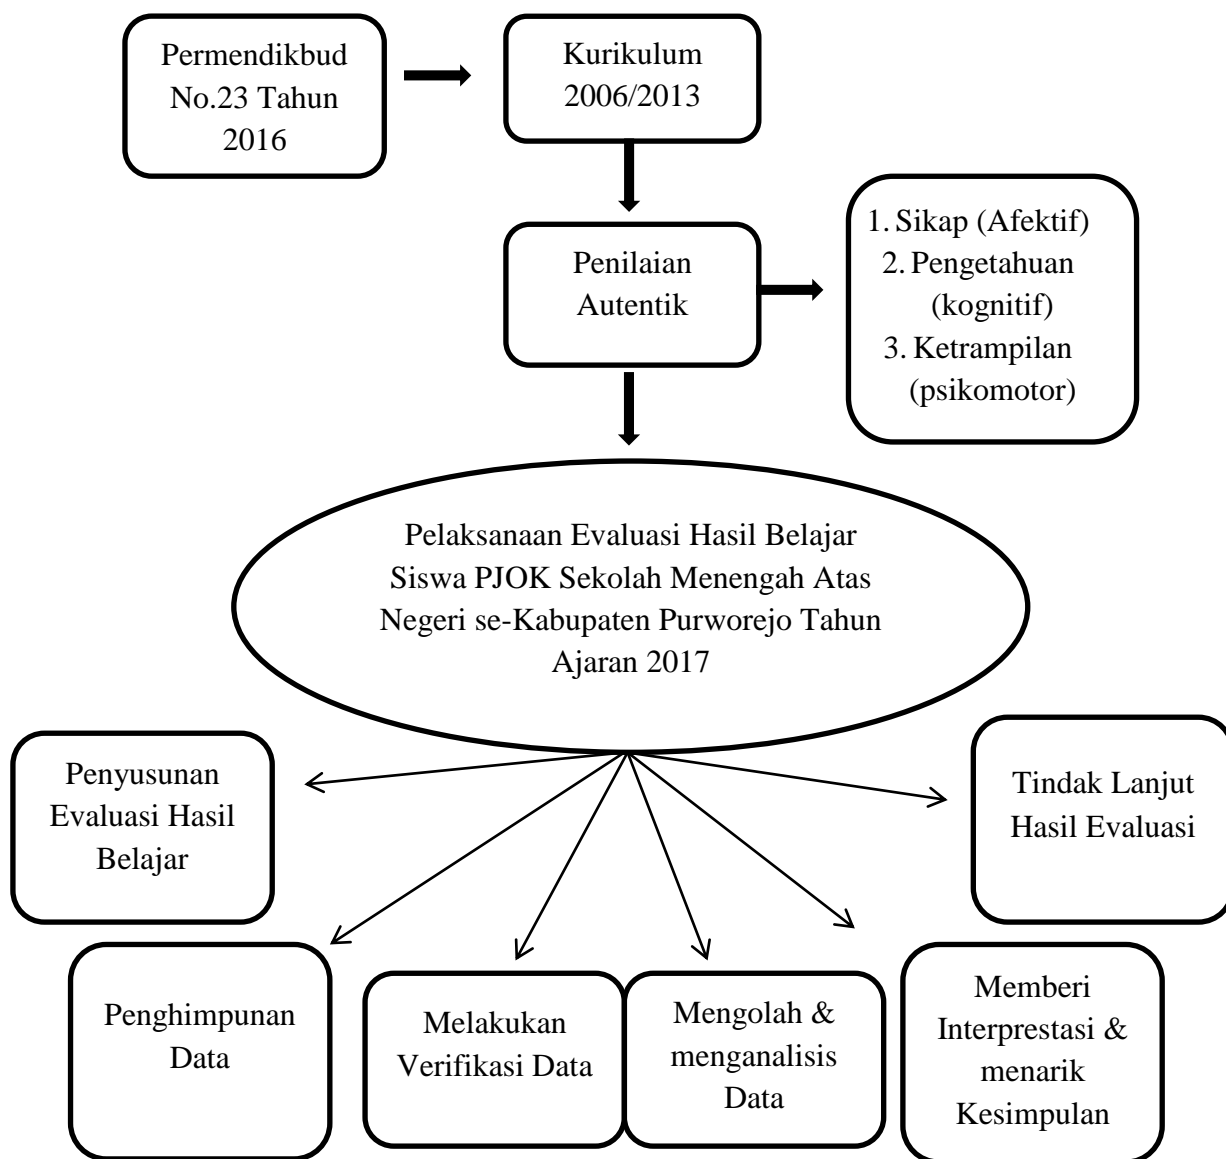 Permendikbud
No.23 Tahun
2016
Kurikulum
2006/2013
Penilaian
Autentik
1. Sikap (Afektif)
2. Pengetahuan
(kognitif)
3. Ketrampilan
(psikomotor)
Pelaksanaan Evaluasi Hasil Belajar
Siswa PJOK Sekolah Menengah Atas
Negeri se-Kabupaten Purworejo Tahun
Ajaran 2017
Penyusunan
Evaluasi Hasil
Belajar
Penghimpunan
Data
Melakukan
Verifikasi Data
Mengolah &
menganalisis
Data
Memberi
Interprestasi &
menarik
Kesimpulan
Tindak Lanjut
Hasil Evaluasi